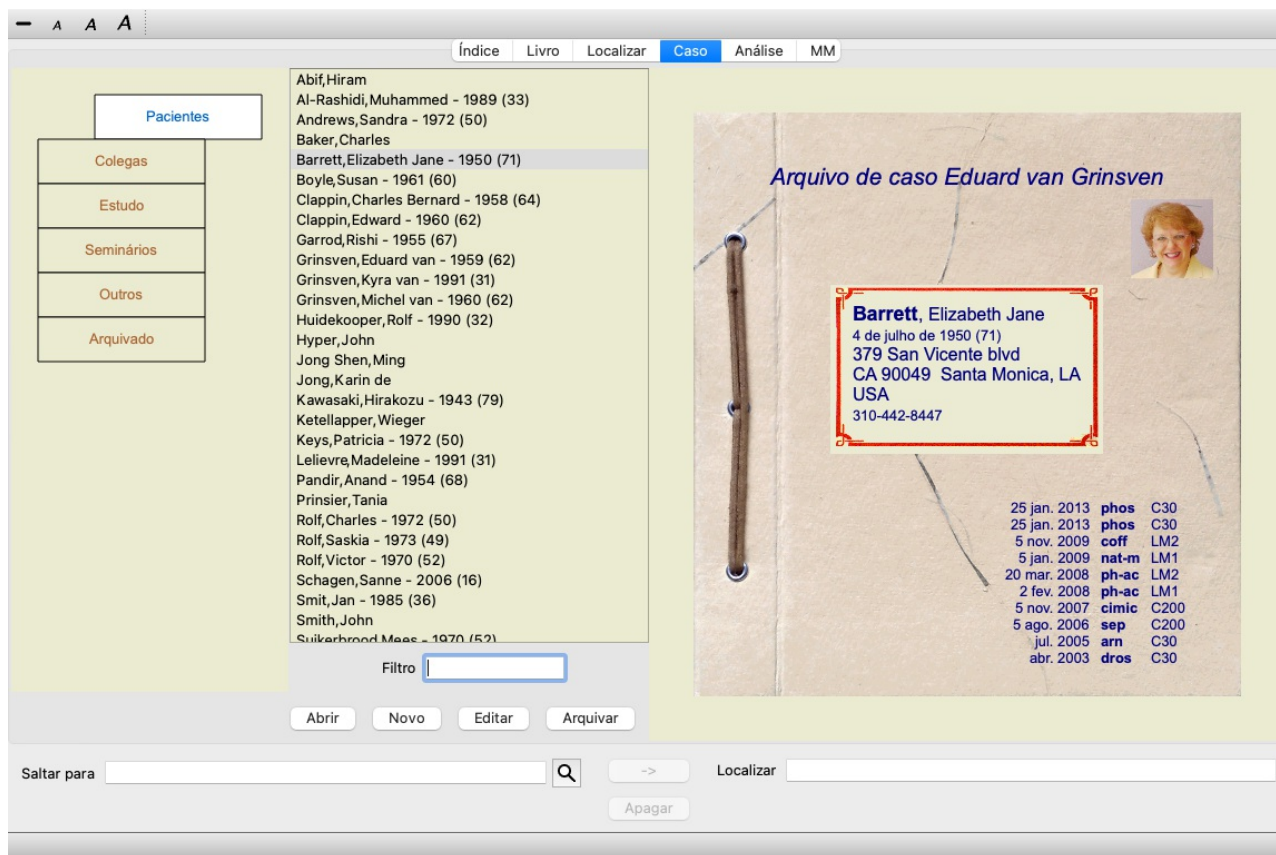 A A A
Índice Livro Localizar Caso Análise MM
Pacientes
Colegas
Estudo
Seminários
Outros
Arquivado
Abif,Hiram
Al-Rashidi,Muhammed - 1989 (33)
Andrews,Sandra - 1972 (50)
Baker,Charles
Barrett,Elizabeth Jane - 1950 (71)
Boyle,Susan - 1961 (60)
Clappin,Charles Bernard - 1958 (64)
Clappin,Edward - 1960 (62)
Garrod,Rishi - 1955 (67)
Grinsven,Eduard van - 1959 (62)
Grinsven,Kyra van - 1991 (31)
Grinsven,Michel van - 1960 (62)
Huidekooper,Rolf - 1990 (32)
Hyper,John
Jong Shen,Ming
Jong,Karin de
Kawasaki,Hirakozu - 1943 (79)
Ketellapper,Wieger
Keys,Patricia - 1972 (50)
Lelievre,Madeleine - 1991 (31)
Pandir,Anand - 1954 (68)
Prinsier,Tania
Rolf,Charles - 1972 (50)
Rolf,Saskia - 1973 (49)
Rolf,Victor - 1970 (52)
Schagen,Sanne - 2006 (16)
Smit,Jan - 1985 (36)
Smith,John
Suikerbrood Mees - 1970 (52)
Filtro
Abrir Novo Editar Arquivar
Arquivo de caso Eduard van Grinsven
Barrett, Elizabeth Jane
4 de julho de 1950 (71)
379 San Vicente blvd
CA 90049 Santa Monica, LA
USA
310-442-8447
25 jan. 2013 phos C30
25 jan. 2013 phos C30
5 nov. 2009 coff LM2
5 jan. 2009 nat-m LM1
20 mar. 2008 ph-ac LM2
2 fev. 2008 ph-ac LM1
5 nov. 2007 cimic C200
5 ago. 2006 sep C200
jul. 2005 arn C30
abr. 2003 dros C30
Saltar para -> Localizar
Apagar